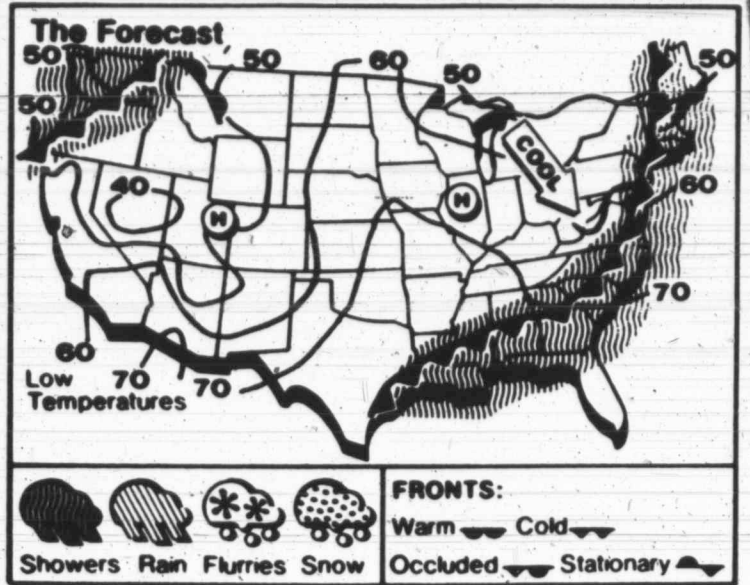 The Forecast
50
50
60
50
50
50
COOL
40
H
H
60
70
60
70
70
Low
Temperatures
Showers Rain Flurries Snow
FRONTS:
Warm Cold
Occluded Stationary